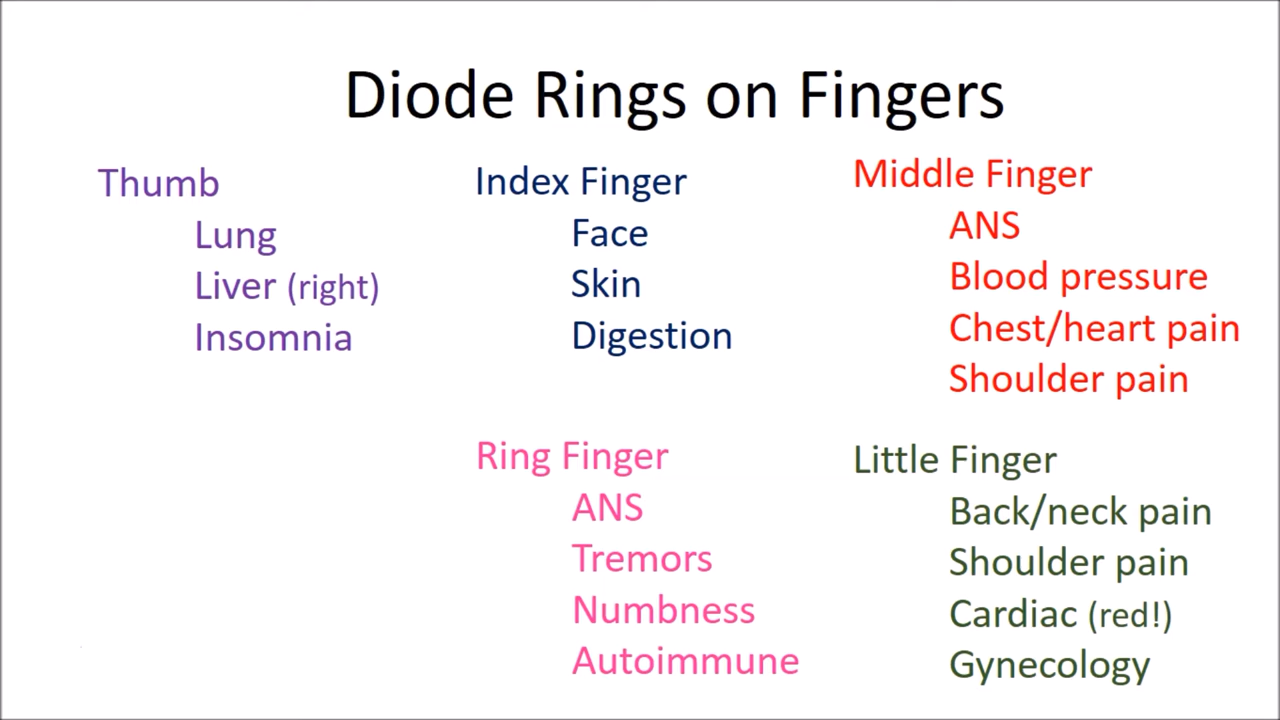 Diode Rings on Fingers
Thumb
Lung
Liver (right)
Insomnia
Index Finger
Face
Skin
Digestion
Middle Finger
ANS
Blood pressure
Chest/heart pain
Shoulder pain
Ring Finger
ANS
Tremors
Numbness
Autoimmune
Little Finger
Back/neck pain
Shoulder pain
Cardiac (red!)
Gynecology